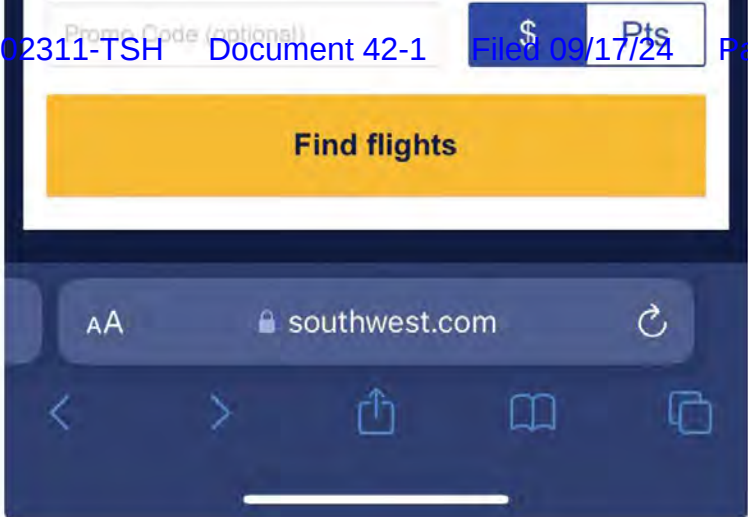 Promo Code (optional)
$ Pts
02311-TSH Document 42-1 Filed 09/17/24
Find flights
AA
southwest.com